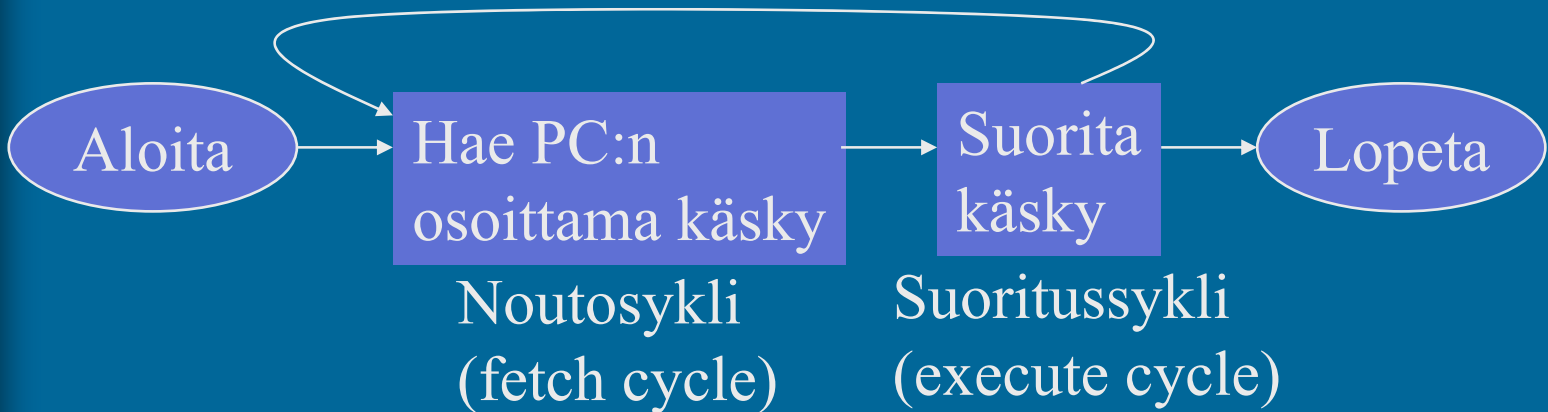 Aloita
Hae PC:n
osoittama käsky
Suorita
käsky
Lopeta
Noutosykli
(fetch cycle)
Suoritussykli
(execute cycle)